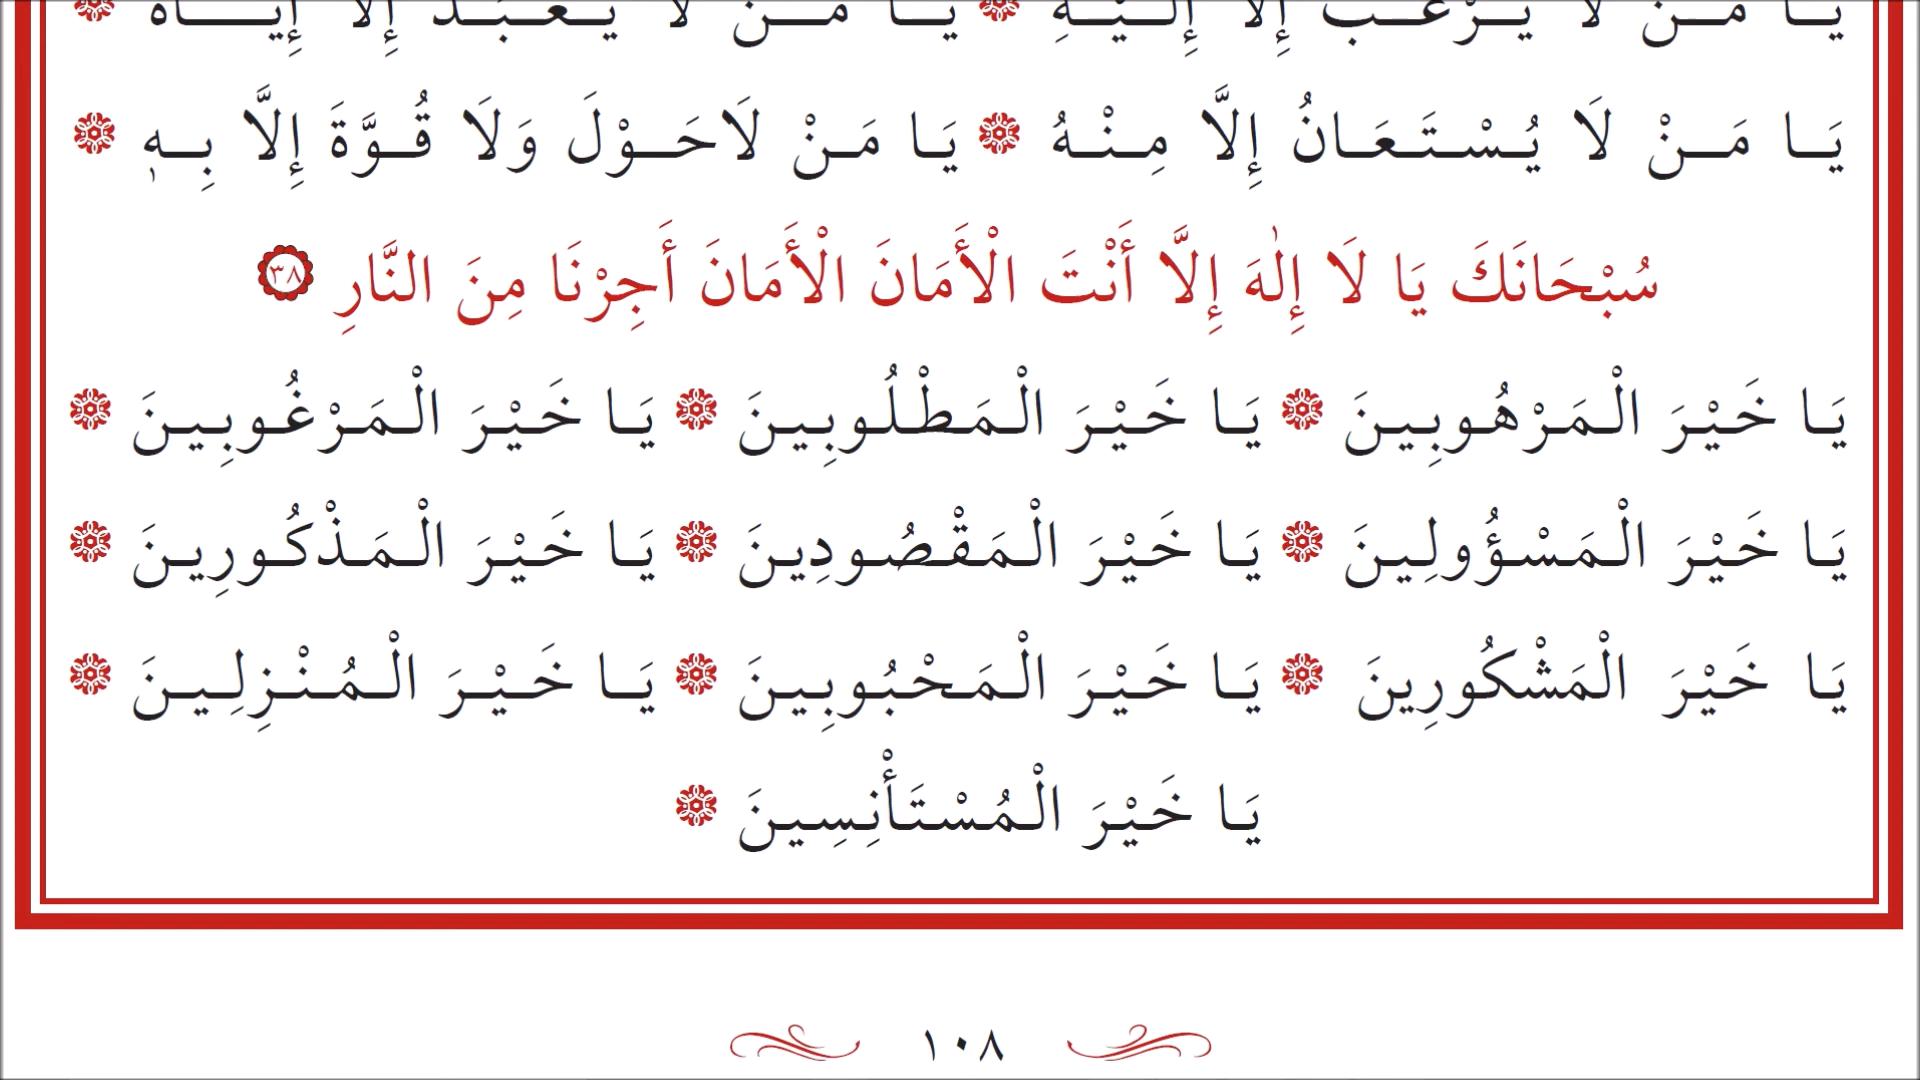 يَا مَنْ لَا يَرْغَبُ إِلَّا إِلَيْهِ ۞ يَا مَنْ لَا يَعْبُدُ إِلَّا إِيَّاهُ ۞
يَا مَنْ لَا يُسْتَعَانُ إِلَّا مِنْهُ ۞ يَا مَنْ لَاحَوْلَ وَلَا قُوَّةَ إِلَّا بِهٖ ۞
سُبْحَانَكَ يَا لَا إِلٰهَ إِلَّا أَنْتَ الْأَمَانَ الْأَمَانَ أَجِرْنَا مِنَ النَّارِ ٣٨
يَا خَيْرَ الْمَرْهُوبِينَ ۞ يَا خَيْرَ الْمَطْلُوبِينَ ۞ يَا خَيْرَ الْمَرْغُوبِينَ ۞
يَا خَيْرَ الْمَسْؤُولِينَ ۞ يَا خَيْرَ الْمَقْصُودِينَ ۞ يَا خَيْرَ الْمَذْكُورِينَ ۞
يَا خَيْرَ الْمَشْكُورِينَ ۞ يَا خَيْرَ الْمَحْبُوبِينَ ۞ يَا خَيْرَ الْمُنْزِلِينَ ۞
يَا خَيْرَ الْمُسْتَأْنِسِينَ ۞
١٠٨